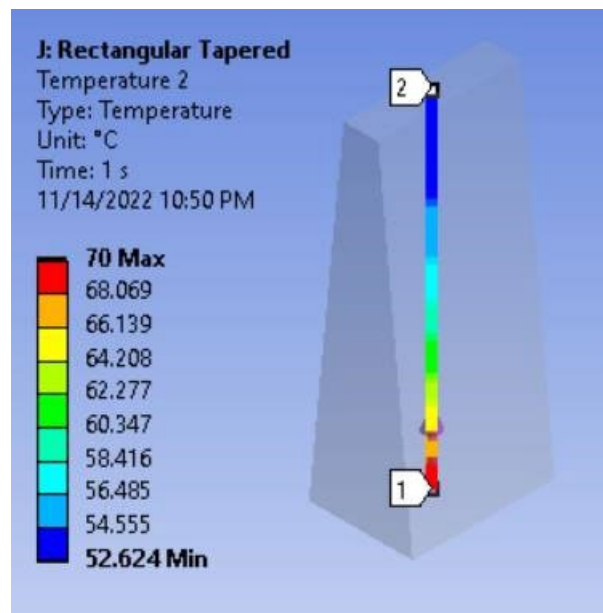 J: Rectangular Tapered
Temperature 2
Type: Temperature
Unit: °C
Time: 1 s
11/14/2022 10:50 PM
70 Max
68.069
66.139
64.208
62.277
60.347
58.416
56.485
54.555
52.624 Min
2
1